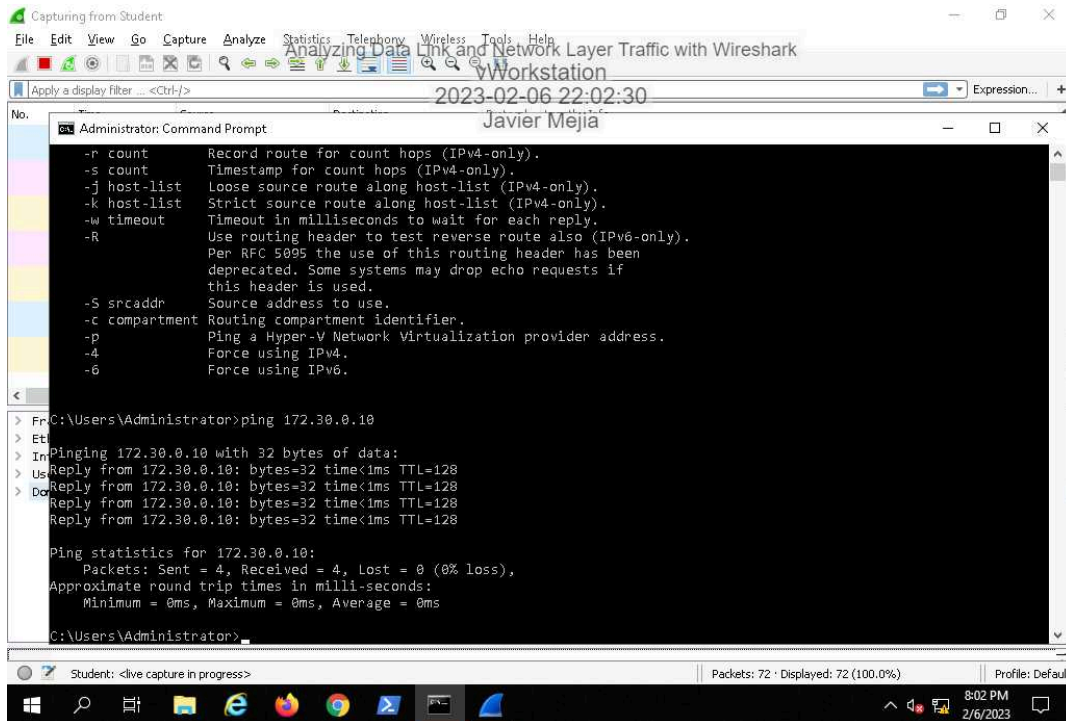 Capturing from Student
File Edit View Go Capture Analyze Statistics Telephony Wireless Tools Help
Analyzing Data Link and Network Layer Traffic with Wireshark
vWorkstation
Apply a display filter ... <Ctrl-/>
Expression... +
2023-02-06 22:02:30
No.
Javier Mejia
Administrator: Command Prompt
-r count Record route for count hops (IPv4-only).
-s count Timestamp for count hops (IPv4-only).
-j host-list Loose source route along host-list (IPv4-only).
-k host-list Strict source route along host-list (IPv4-only).
-w timeout Timeout in milliseconds to wait for each reply.
-R Use routing header to test reverse route also (IPv6-only).
Per RFC 5095 the use of this routing header has been
deprecated. Some systems may drop echo requests if
this header is used.
-S srcaddr Source address to use.
-c compartment Routing compartment identifier.
-p Ping a Hyper-V Network Virtualization provider address.
-4 Force using IPv4.
-6 Force using IPv6.
C:\Users\Administrator>ping 172.30.0.10
Pinging 172.30.0.10 with 32 bytes of data:
Reply from 172.30.0.10: bytes=32 time<1ms TTL=128
Reply from 172.30.0.10: bytes=32 time<1ms TTL=128
Reply from 172.30.0.10: bytes=32 time<1ms TTL=128
Reply from 172.30.0.10: bytes=32 time<1ms TTL=128
Ping statistics for 172.30.0.10:
Packets: Sent = 4, Received = 4, Lost = 0 (0% loss),
Approximate round trip times in milli-seconds:
Minimum = 0ms, Maximum = 0ms, Average = 0ms
C:\Users\Administrator>
Student: <live capture in progress>
Packets: 72 · Displayed: 72 (100.0%)
Profile: Defaul
8:02 PM
2/6/2023